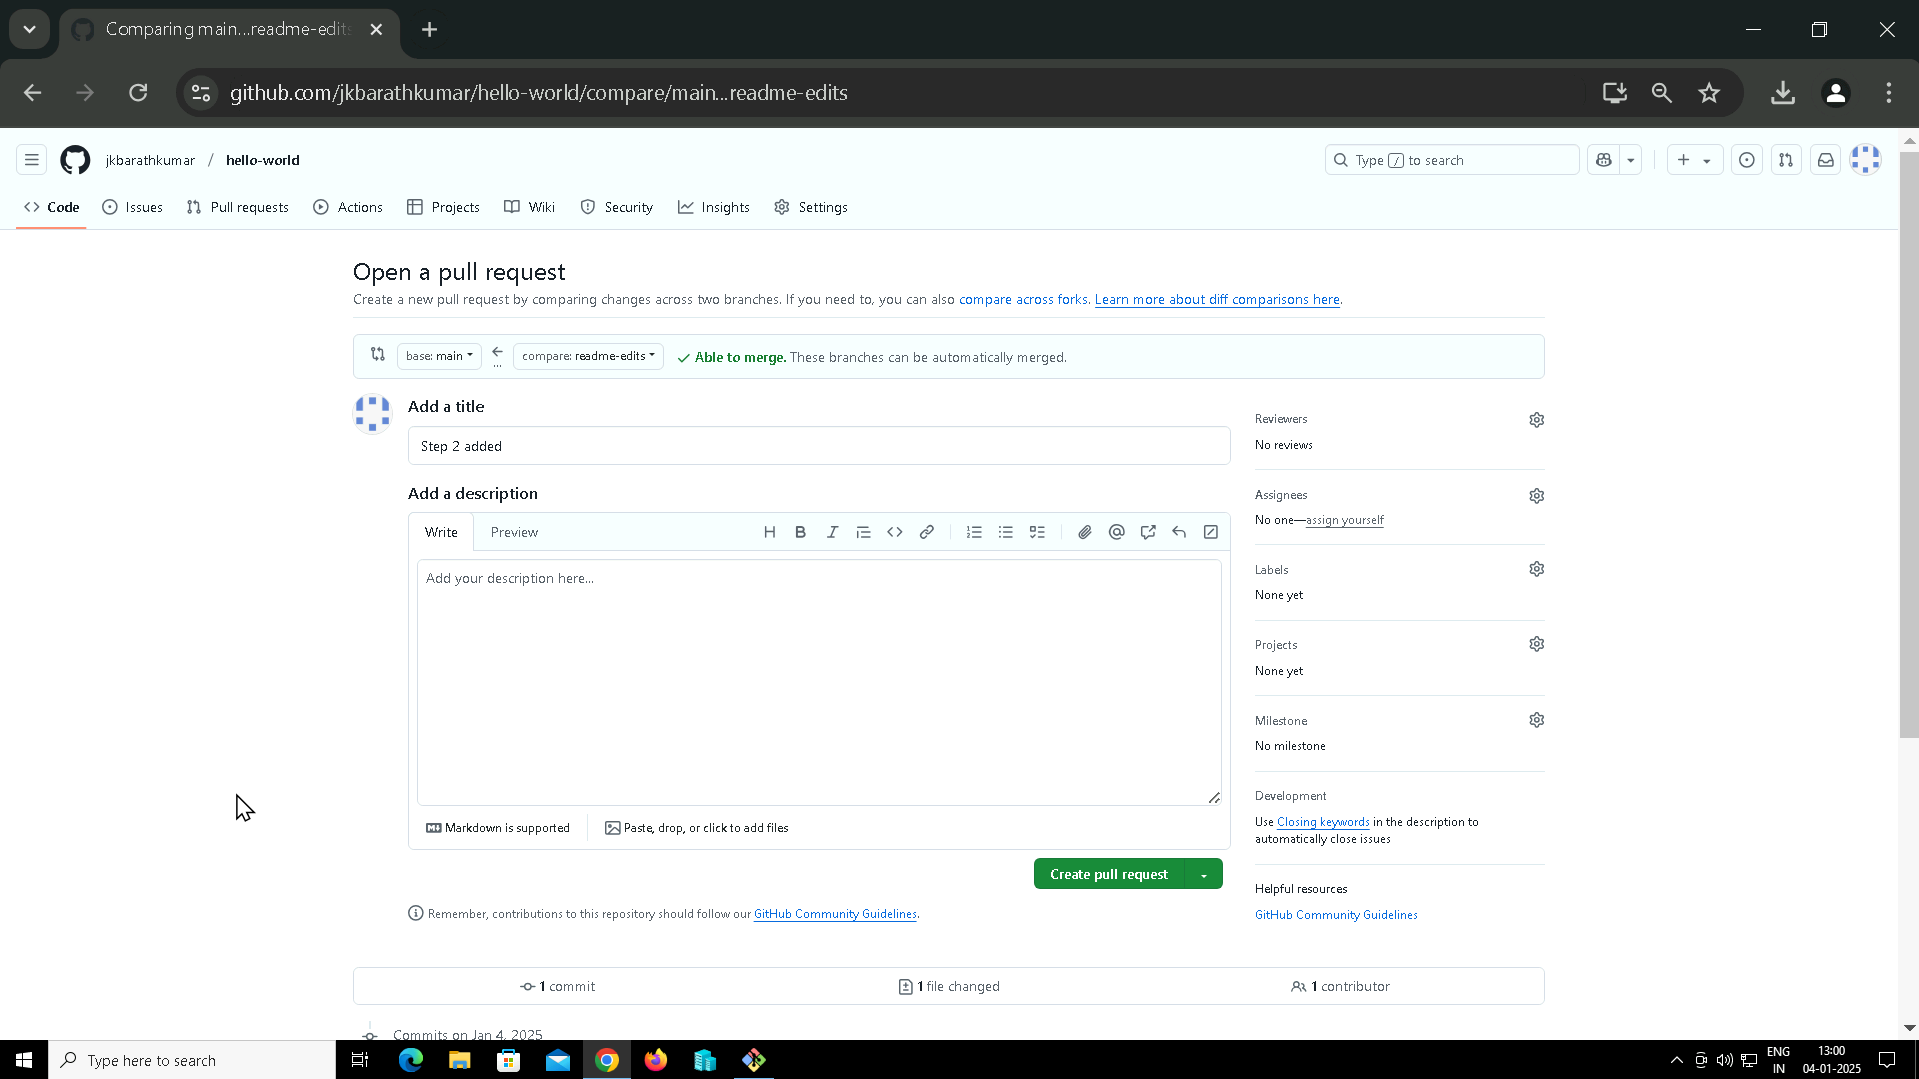 Comparing main...readme-edits
github.com/jkbarathkumar/hello-world/compare/main...readme-edits
jkbarathkumar / hello-world
Type / to search
Code Issues Pull requests Actions Projects Wiki Security Insights Settings
Open a pull request
Create a new pull request by comparing changes across two branches. If you need to, you can also compare across forks. Learn more about diff comparisons here.
base: main ... compare: readme-edits Able to merge. These branches can be automatically merged.
Add a title
Step 2 added
Add a description
Write Preview
Add your description here...
Markdown is supported Paste, drop, or click to add files
Create pull request
Remember, contributions to this repository should follow our GitHub Community Guidelines.
Reviewers
No reviews
Assignees
No one—assign yourself
Labels
None yet
Projects
None yet
Milestone
No milestone
Development
Use Closing keywords in the description to
automatically close issues
Helpful resources
GitHub Community Guidelines
1 commit 1 file changed 1 contributor
Commits on Jan 4, 2025
Type here to search
ENG
IN
13:00
04-01-2025